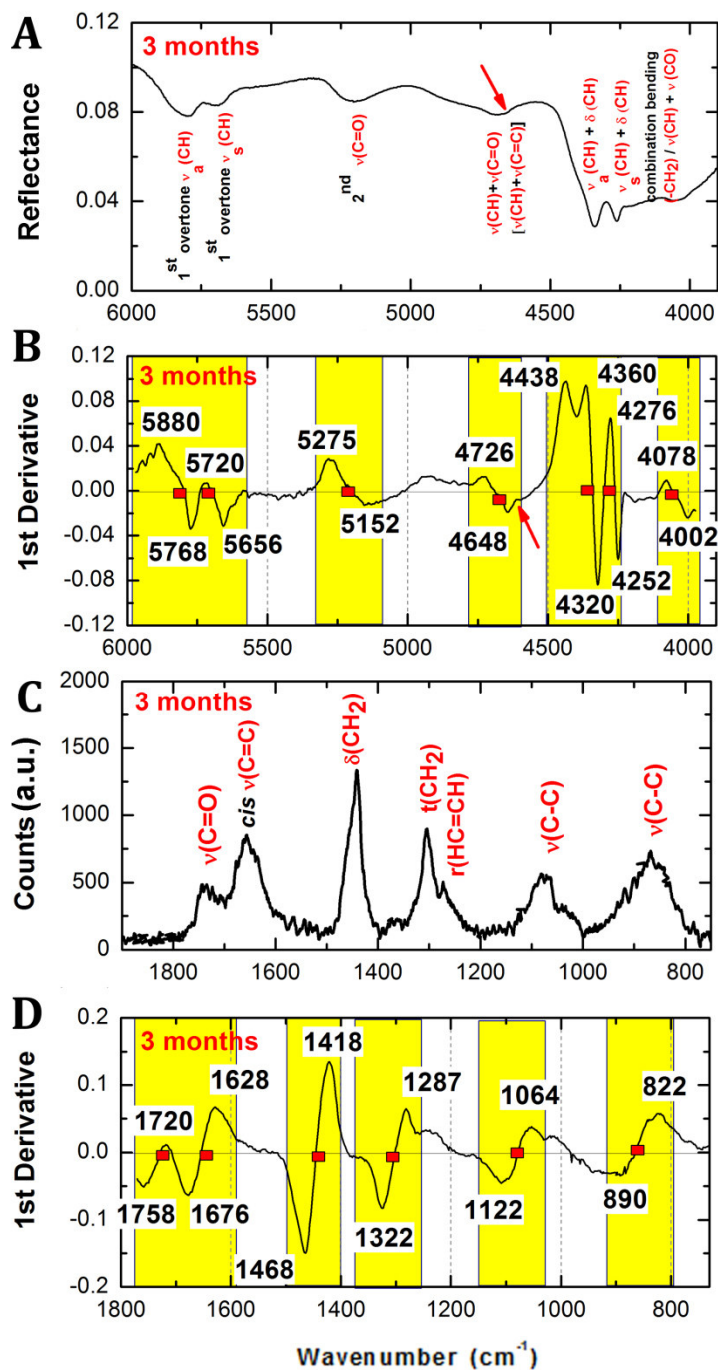 A
3 months
0.12
0.08
0.04
0.00
Reflectance
1st overtone νa(CH)
1st overtone νs(CH)
2nd ν(C=O)
ν(CH)+ν(C=O)
[ν(CH)+ν(C=C)]
νa(CH) + δ(CH)
νs(CH) + δ(CH)
combination bending
(-CH2) / ν(CH) + ν(CO)
6000 5500 5000 4500 4000
B
3 months
0.12
0.08
0.04
0.00
-0.04
-0.08
-0.12
1st Derivative
5880
5720
5768
5656
5275
5152
4726
4648
4438
4360
4276
4320
4252
4078
4002
6000 5500 5000 4500 4000
C
3 months
2000
1500
1000
500
0
Counts (a.u.)
ν(C=O)
cis ν(C=C)
δ(CH2)
t(CH2)
r(HC=CH)
ν(C-C)
ν(C-C)
1800 1600 1400 1200 1000 800
D
3 months
0.2
0.1
0.0
-0.1
-0.2
1st Derivative
1720
1628
1758
1676
1418
1468
1287
1322
1064
1122
822
890
1800 1600 1400 1200 1000 800
Wavenumber (cm-1)